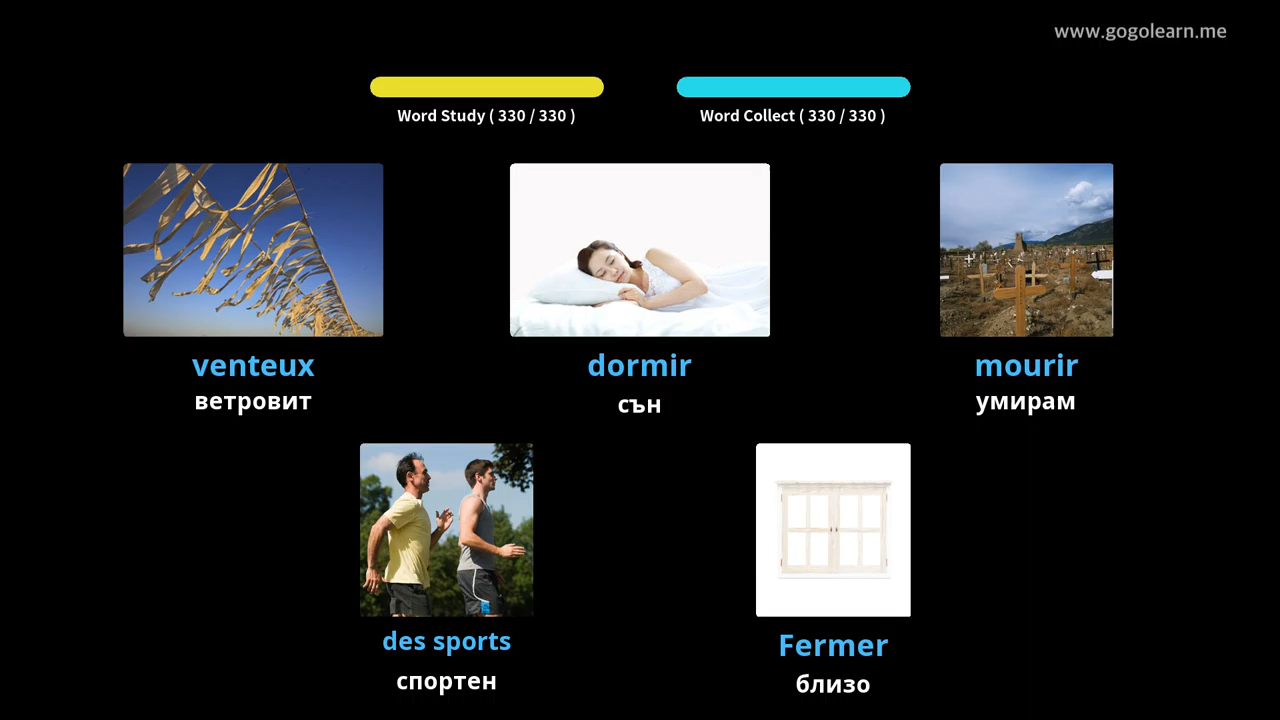 www.gogolearn.me
Word Study ( 330 / 330 )
Word Collect ( 330 / 330 )
venteux
ветровит
dormir
сън
mourir
умирам
des sports
спортен
Fermer
близо